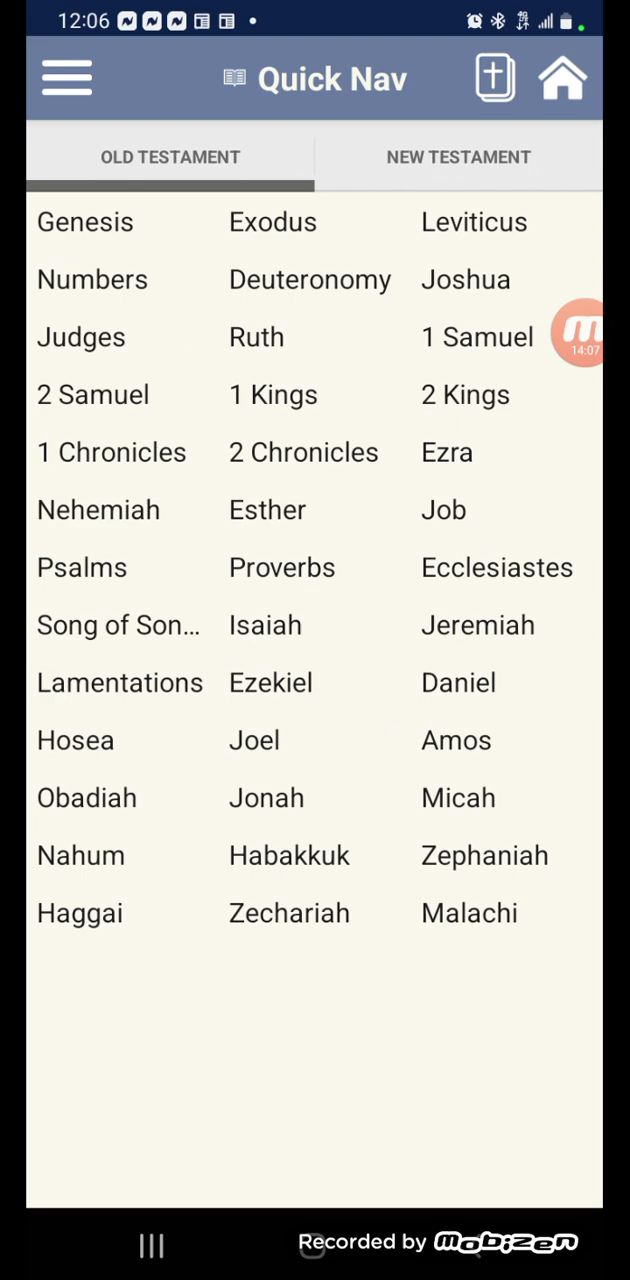 12:06
Quick Nav
OLD TESTAMENT NEW TESTAMENT
Genesis Exodus Leviticus
Numbers Deuteronomy Joshua
Judges Ruth 1 Samuel
14:07
2 Samuel 1 Kings 2 Kings
1 Chronicles 2 Chronicles Ezra
Nehemiah Esther Job
Psalms Proverbs Ecclesiastes
Song of Son... Isaiah Jeremiah
Lamentations Ezekiel Daniel
Hosea Joel Amos
Obadiah Jonah Micah
Nahum Habakkuk Zephaniah
Haggai Zechariah Malachi
Recorded by mobizen